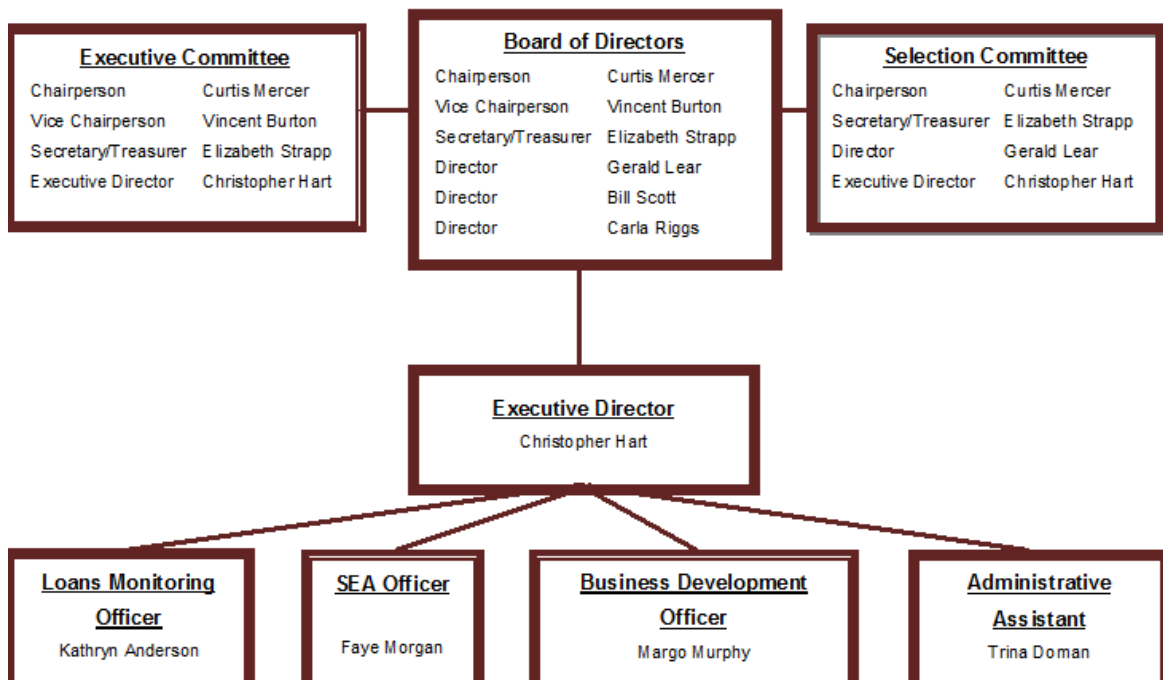 Executive Committee
Chairperson Curtis Mercer
Vice Chairperson Vincent Burton
Secretary/Treasurer Elizabeth Strapp
Executive Director Christopher Hart
Board of Directors
Chairperson Curtis Mercer
Vice Chairperson Vincent Burton
Secretary/Treasurer Elizabeth Strapp
Director Gerald Lear
Director Bill Scott
Director Carla Riggs
Selection Committee
Chairperson Curtis Mercer
Secretary/Treasurer Elizabeth Strapp
Director Gerald Lear
Executive Director Christopher Hart
Executive Director
Christopher Hart
Loans Monitoring
Officer
Kathryn Anderson
SEA Officer
Faye Morgan
Business Development
Officer
Margo Murphy
Administrative
Assistant
Trina Doman